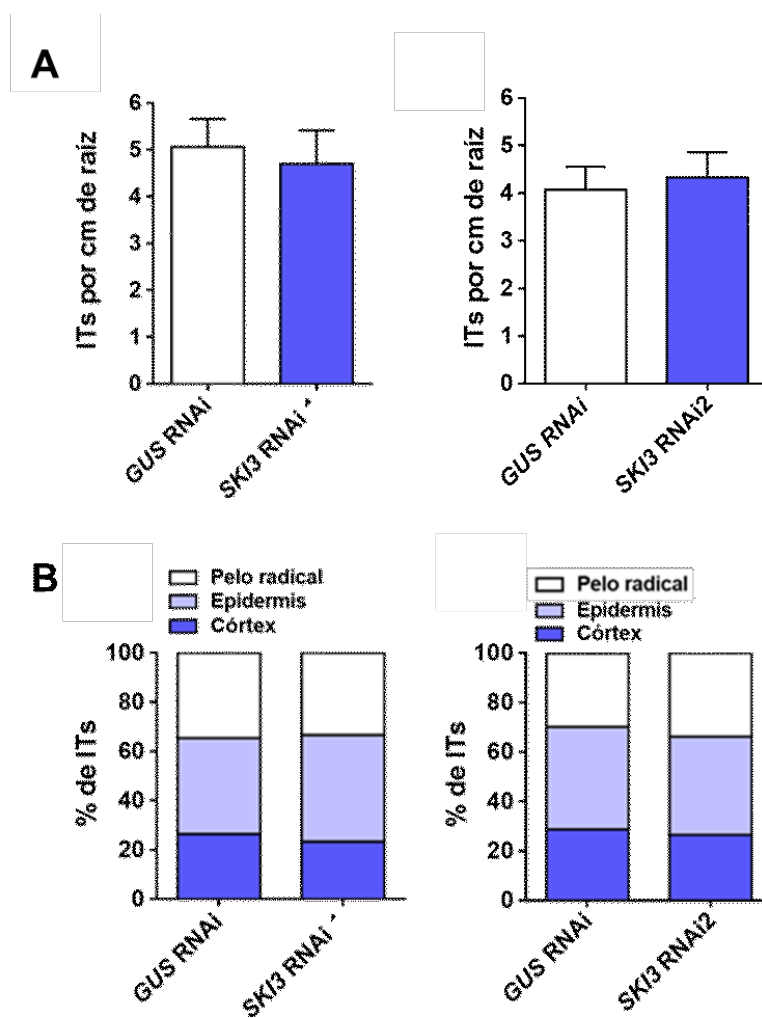 A
ITs por cm de raíz
6
5
4
3
2
1
0
GUS RNAi
SKI3 RNAi
ITs por cm de raíz
6
5
4
3
2
1
0
GUS RNAi
SKI3 RNAi2
B
Pelo radical
Epidermis
Córtex
% de ITs
100
80
60
40
20
0
GUS RNAi
SKI3 RNAi
Pelo radical
Epidermis
Córtex
% de ITs
100
80
60
40
20
0
GUS RNAi
SKI3 RNAi2